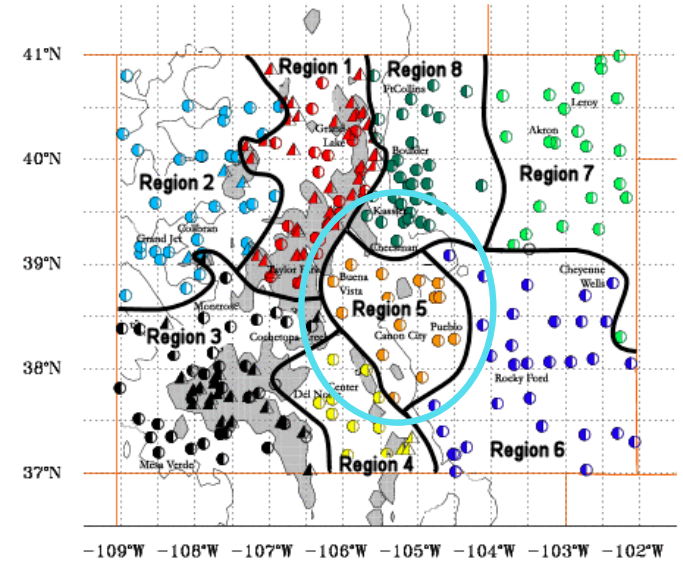 41°N
Region 1
Region 8
FtCollins
Leroy
Grand
Lake
Akron
Boulder
40°N
Region 2
Region 7
Kassler
Collbran
Grand Jct
Cheesman
39°N
Taylor Park
Buena
Vista
Cheyenne
Wells
Montrose
Region 5
Region 3
Cochetopa Creek
Canon City
Pueblo
38°N
Center
Rocky Ford
Del Norte
Region 6
Mesa Verde
Region 4
37°N
-109°W -108°W -107°W -106°W -105°W -104°W -103°W -102°W